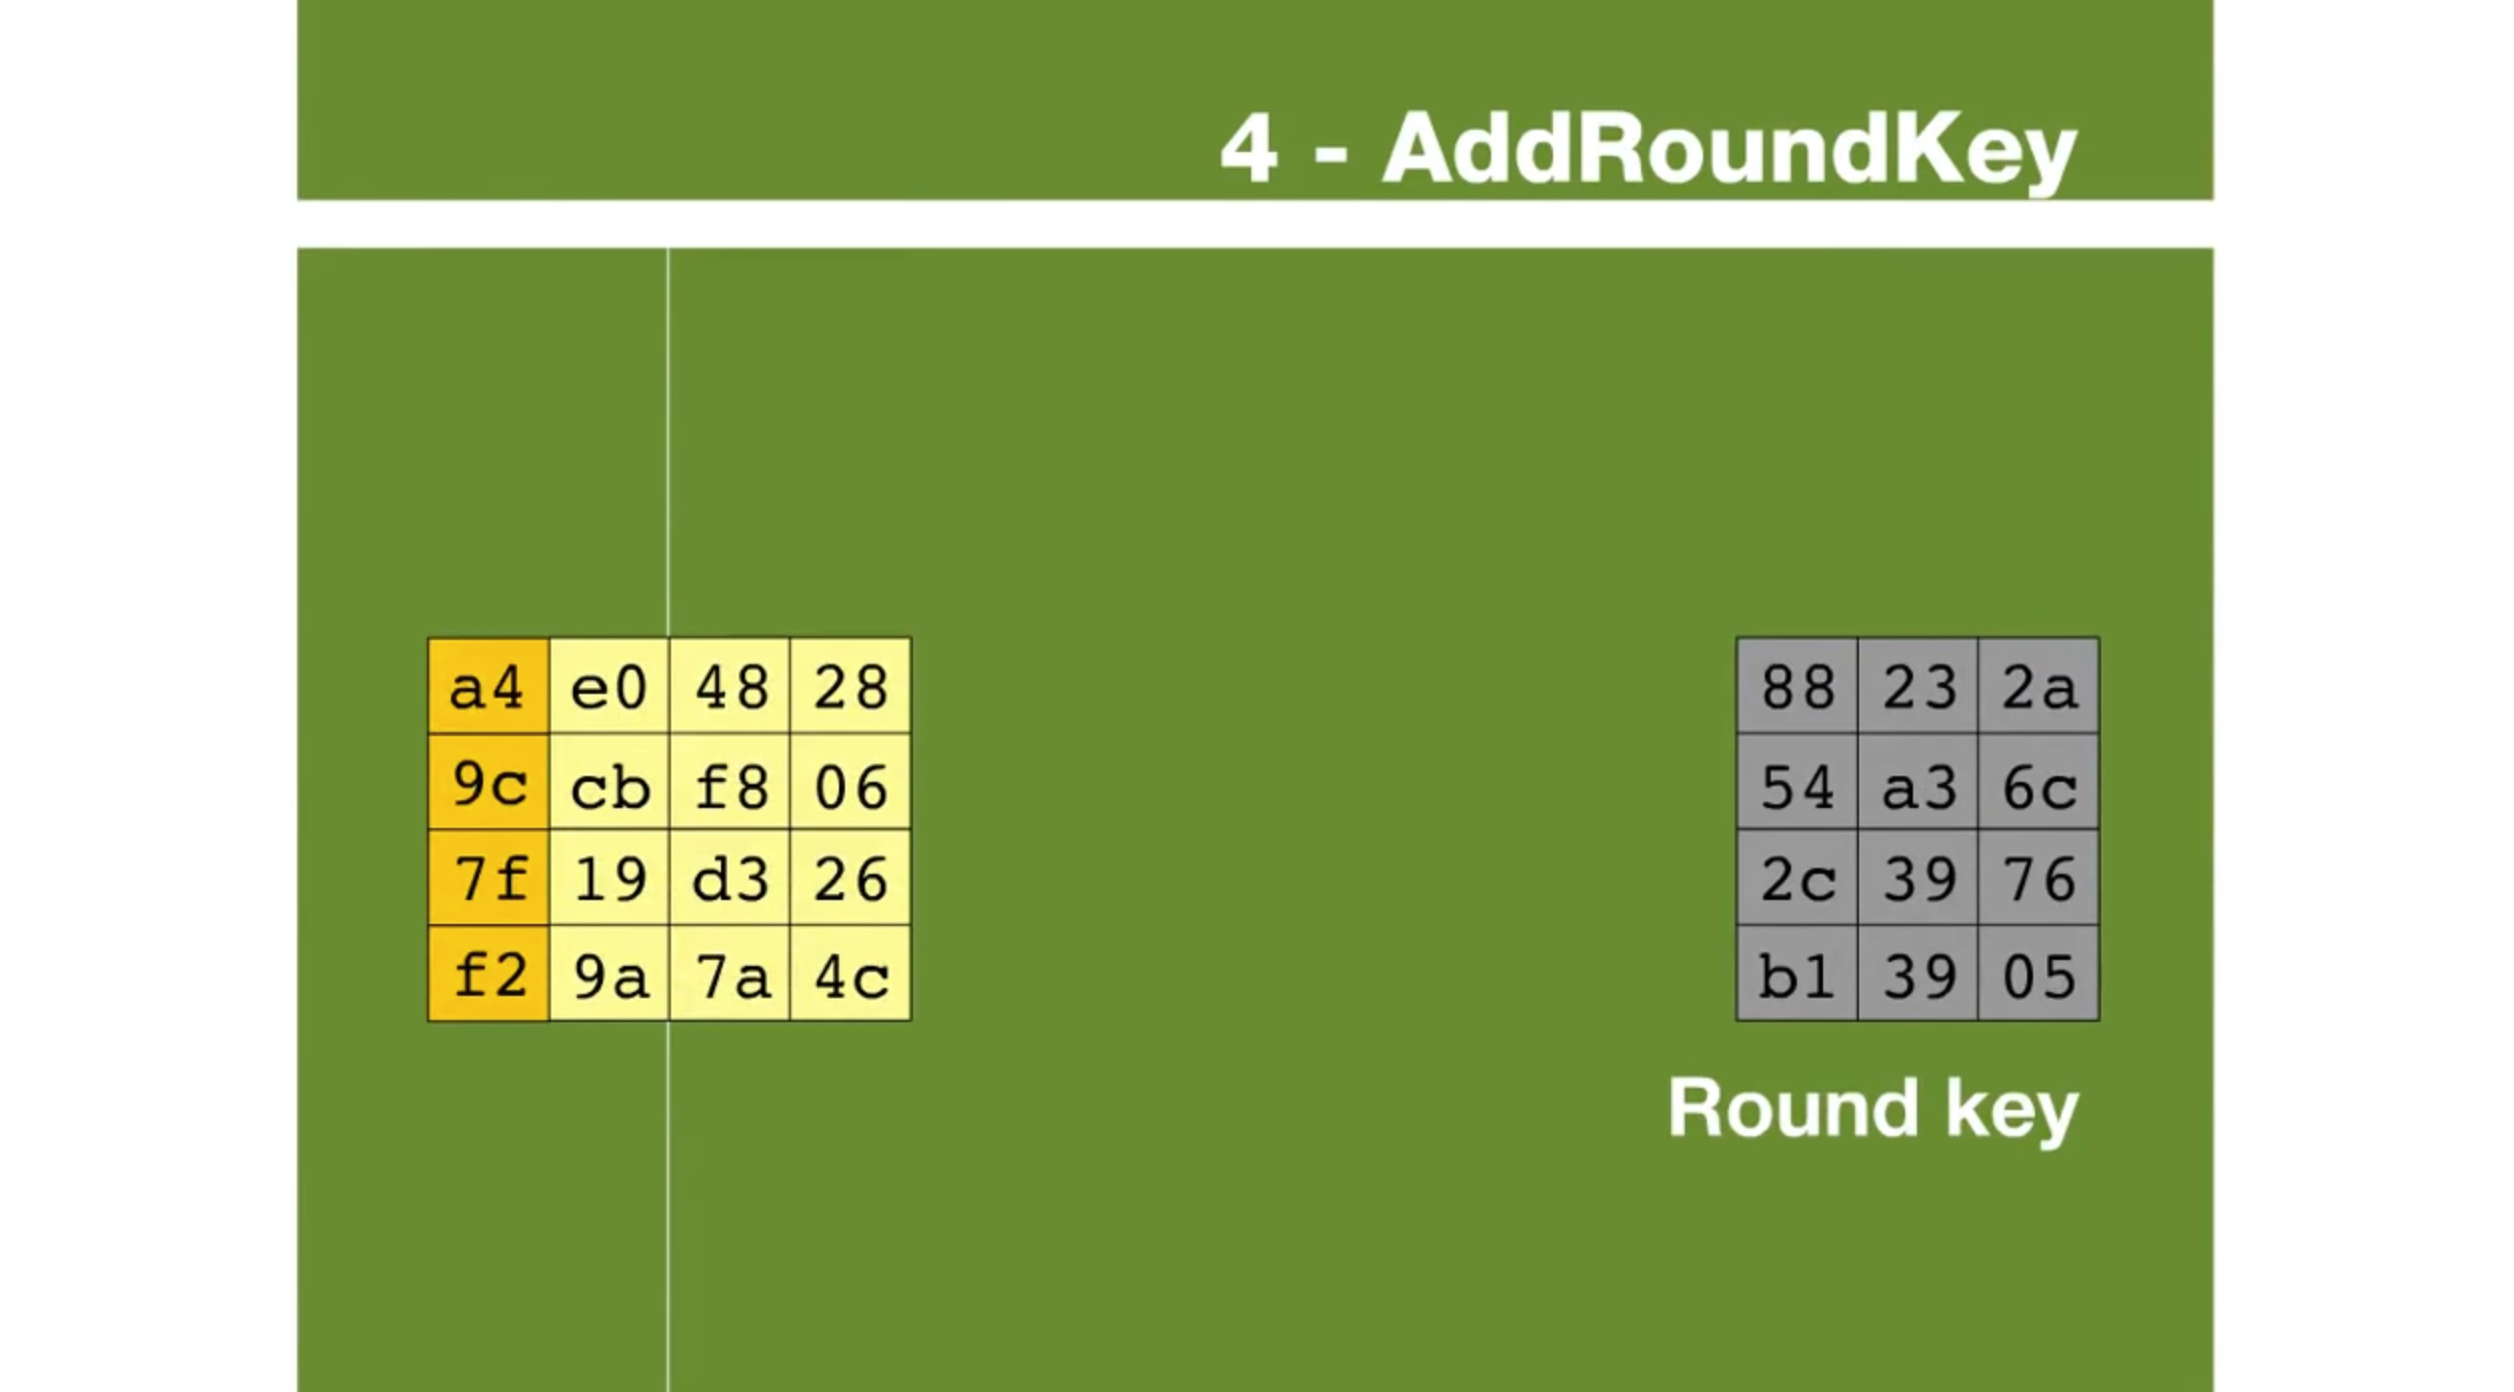 4 - AddRoundKey
a4 e0 48 28
9c cb f8 06
7f 19 d3 26
f2 9a 7a 4c
88 23 2a
54 a3 6c
2c 39 76
b1 39 05
Round key